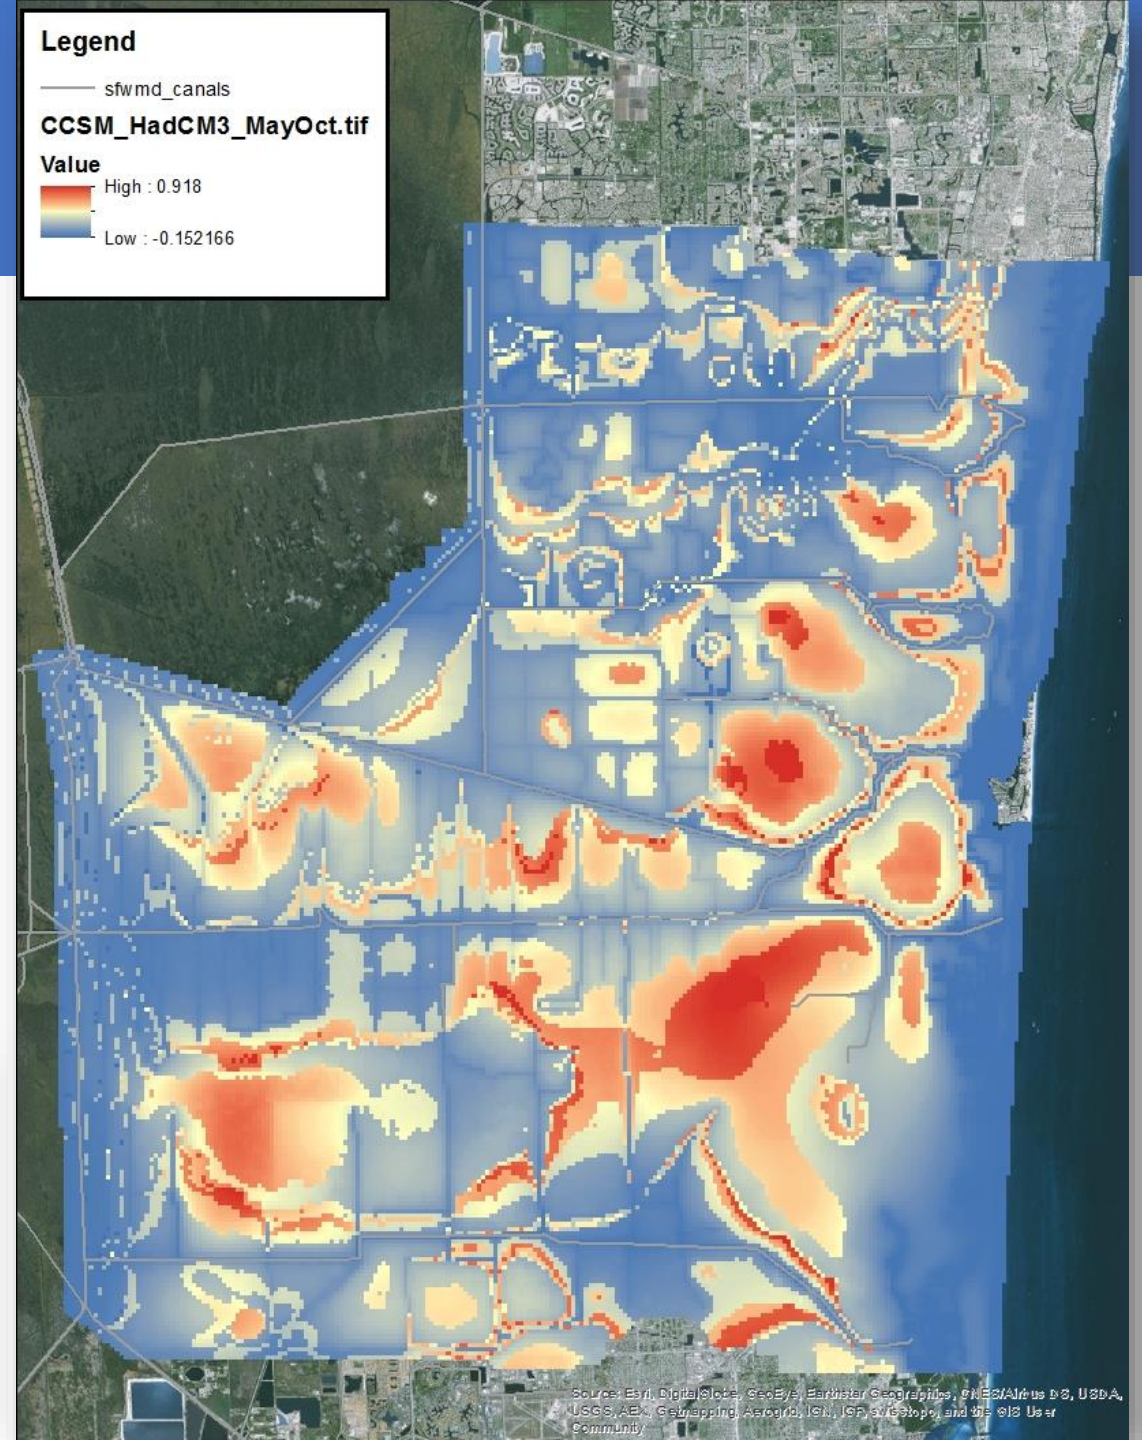 Legend
sfwmd_canals
CCSM_HadCM3_MayOct.tif
Value
High : 0.918
Low : -0.152166
Source: Esri, DigitalGlobe, GeoEye, Earthstar Geographics, CNES/Airbus DS, USDA,
USGS, AEX, Getmapping, Aerogrid, IGN, IGP, swisstopo, and the GIS User
Community